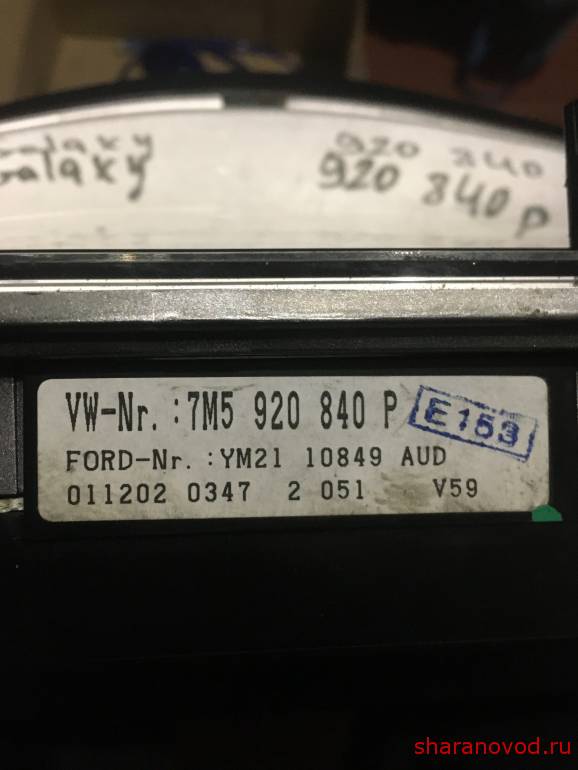 Galaxy 920 840
Galaxy 920 840 P
VW-Nr. :7M5 920 840 P E153
FORD-Nr. :YM21 10849 AUD
011202 0347 2 051 V59
sharanovod.ru